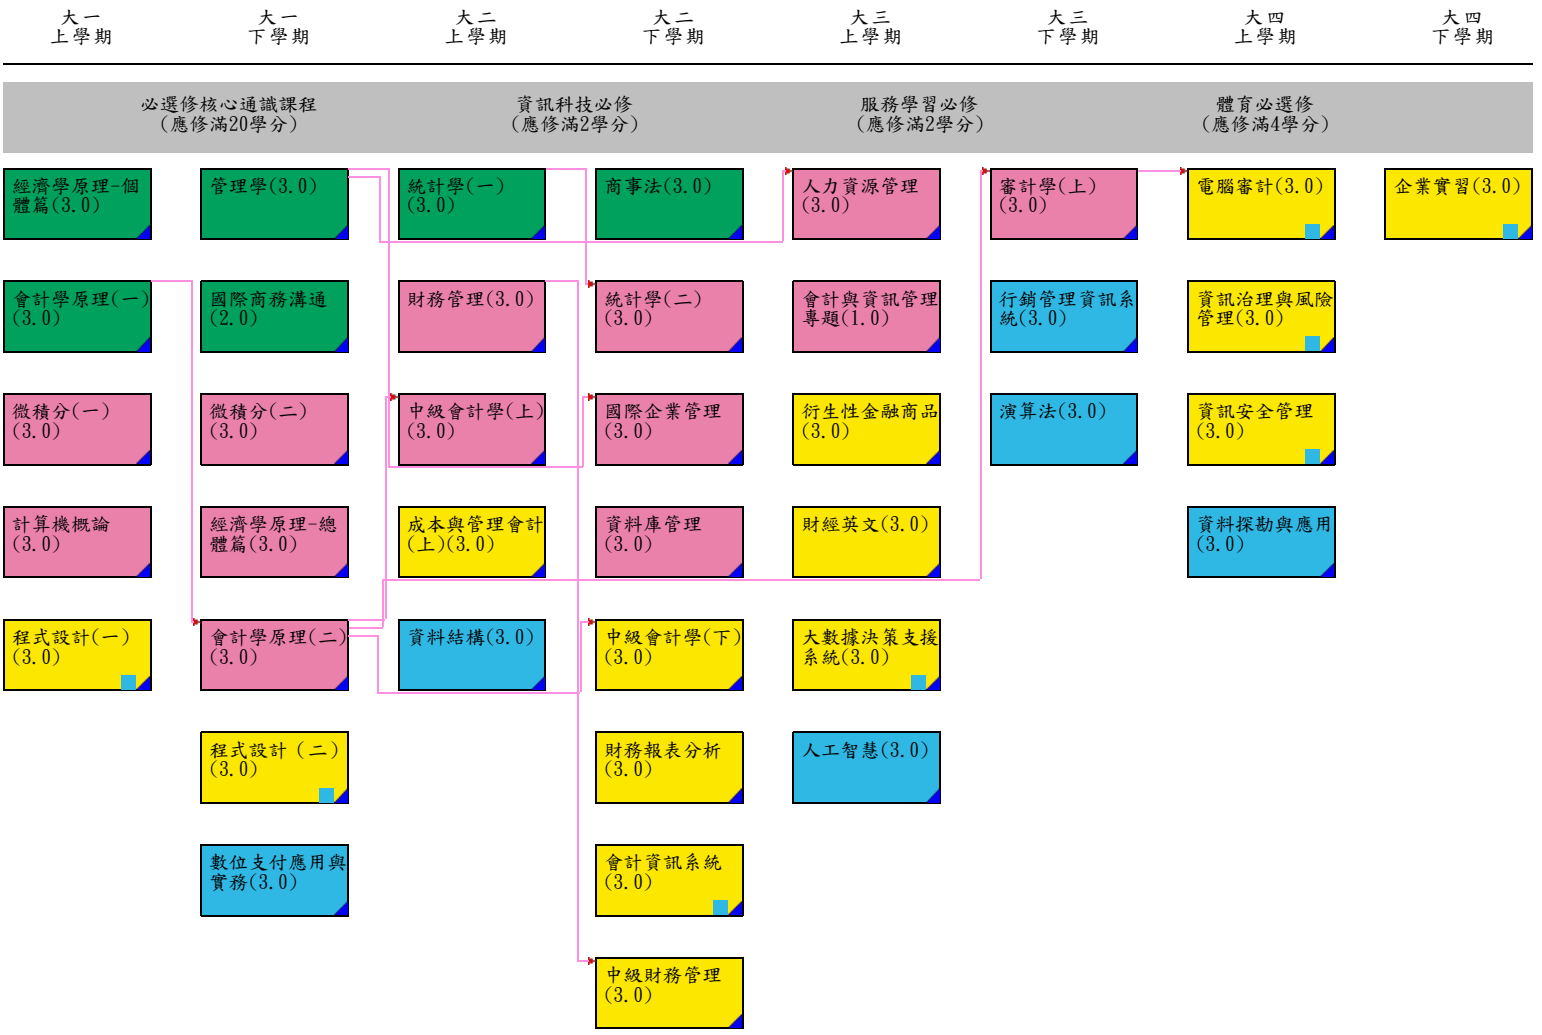 大一
上學期
大一
下學期
大二
上學期
大二
下學期
大三
上學期
大三
下學期
大四
上學期
大四
下學期
必選修核心通識課程
(應修滿20學分)
資訊科技必修
(應修滿2學分)
服務學習必修
(應修滿2學分)
體育必選修
(應修滿4學分)
經濟學原理-個
體篇(3.0)
管理學(3.0)
統計學(一)
(3.0)
商事法(3.0)
人力資源管理
(3.0)
審計學(上)
(3.0)
電腦審計(3.0)
企業實習(3.0)
會計學原理(一)
(3.0)
國際商務溝通
(2.0)
財務管理(3.0)
統計學(二)
(3.0)
會計與資訊管理
專題(1.0)
行銷管理資訊系
統(3.0)
資訊治理與風險
管理(3.0)
微積分(一)
(3.0)
微積分(二)
(3.0)
中級會計學(上)
(3.0)
國際企業管理
(3.0)
衍生性金融商品
(3.0)
演算法(3.0)
資訊安全管理
(3.0)
計算機概論
(3.0)
經濟學原理-總
體篇(3.0)
成本與管理會計
(上)(3.0)
資料庫管理
(3.0)
財經英文(3.0)
資料探勘與應用
(3.0)
程式設計(一)
(3.0)
會計學原理(二)
(3.0)
資料結構(3.0)
中級會計學(下)
(3.0)
大數據決策支援
系統(3.0)
程式設計（二）
(3.0)
財務報表分析
(3.0)
人工智慧(3.0)
數位支付應用與
實務(3.0)
會計資訊系統
(3.0)
中級財務管理
(3.0)